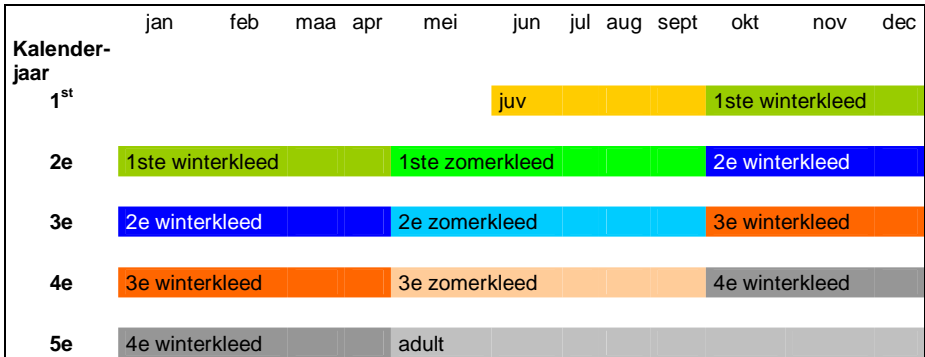 jan feb maa apr mei jun jul aug sept okt nov dec
Kalender-
jaar
1st juv 1ste winterkleed
2e 1ste winterkleed 1ste zomerkleed 2e winterkleed
3e 2e winterkleed 2e zomerkleed 3e winterkleed
4e 3e winterkleed 3e zomerkleed 4e winterkleed
5e 4e winterkleed adult